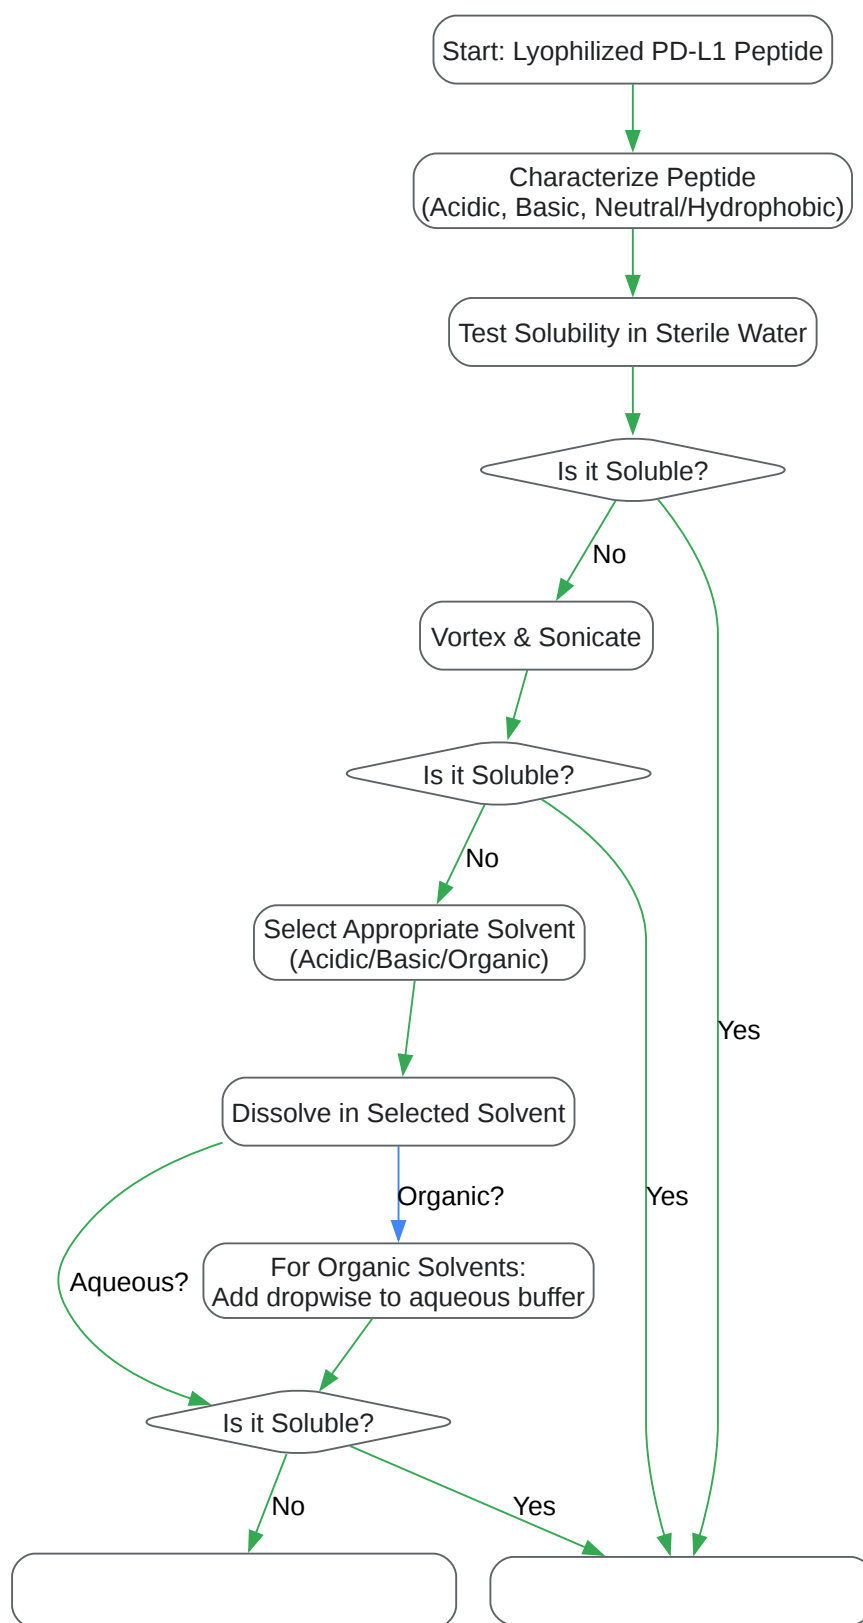 Start: Lyophilized PD-L1 Peptide
Characterize Peptide
(Acidic, Basic, Neutral/Hydrophobic)
Test Solubility in Sterile Water
Is it Soluble?
No
Vortex & Sonicate
Is it Soluble?
No
Select Appropriate Solvent
(Acidic/Basic/Organic)
Yes
Dissolve in Selected Solvent
Organic?
Yes
For Organic Solvents:
Add dropwise to aqueous buffer
Aqueous?
Is it Soluble?
No
Yes